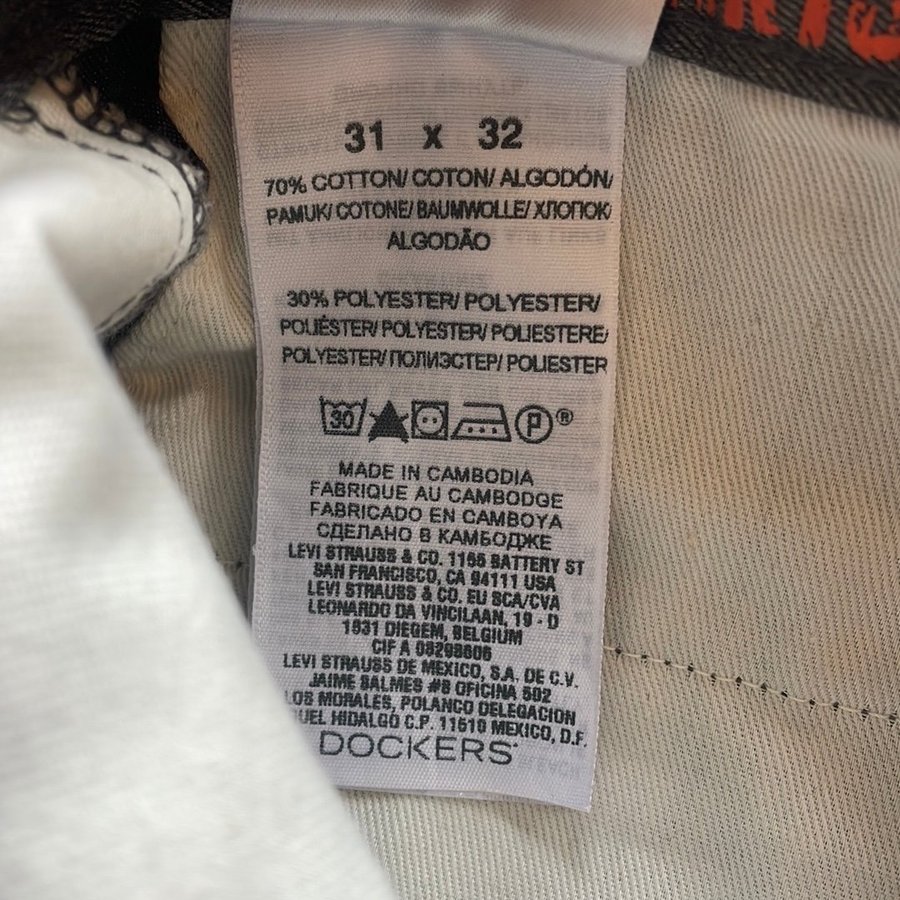 31 x 32
70% COTTON/ COTON/ ALGODÓN/
PAMUK/ COTONE/ BAUMWOLLE/ ХЛОПОК/
ALGODÃO
30% POLYESTER/ POLYESTER/
POLIÉSTER/ POLYESTER/ POLIESTERE/
POLYESTER/ ПОЛИЭСТЕР/ POLIESTER
30
P ®
MADE IN CAMBODIA
FABRIQUE AU CAMBODGE
FABRICADO EN CAMBOYA
СДЕЛАНО В КАМБОДЖЕ
LEVI STRAUSS & CO. 1155 BATTERY ST
SAN FRANCISCO, CA 94111 USA
LEVI STRAUSS & CO. EU SCA/CVA
LEONARDO DA VINCILAAN, 19 - D
1831 DIEGEM, BELGIUM
CIF A
LEVI STRAUSS DE MEXICO, S.A. DE C.V.
JAIME BALMES #8 OFICINA 502
LOS MORALES, POLANCO DELEGACION
UEL HIDALGO C.P. 11510 MEXICO, D.F.
DOCKERS